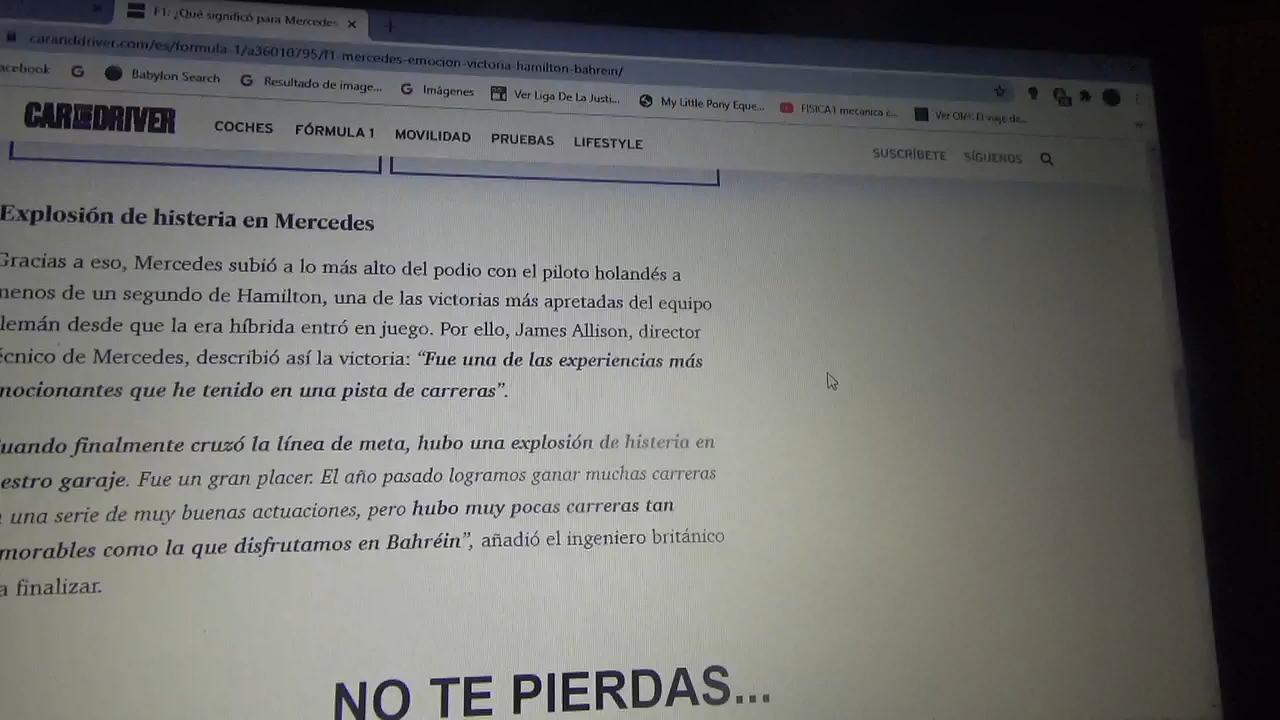 F1: ¿Qué significó para Mercedes
caranddriver.com/es/formula-1/a36010795/f1-mercedes-emocion-victoria-hamilton-bahrein/
acebook Babylon Search Resultado de image... Imágenes Ver Liga De La Justi... My Little Pony Eque... FISICA1 mecanica c... Ver Olé: El viaje de...
CAR AND DRIVER COCHES FÓRMULA 1 MOVILIDAD PRUEBAS LIFESTYLE SUSCRÍBETE SÍGUENOS
Explosión de histeria en Mercedes
Gracias a eso, Mercedes subió a lo más alto del podio con el piloto holandés a
menos de un segundo de Hamilton, una de las victorias más apretadas del equipo
lemán desde que la era híbrida entró en juego. Por ello, James Allison, director
écnico de Mercedes, describió así la victoria: “Fue una de las experiencias más
mocionantes que he tenido en una pista de carreras”.
uando finalmente cruzó la línea de meta, hubo una explosión de histeria en
estro garaje. Fue un gran placer. El año pasado logramos ganar muchas carreras
una serie de muy buenas actuaciones, pero hubo muy pocas carreras tan
morables como la que disfrutamos en Bahréin”, añadió el ingeniero británico
a finalizar.
NO TE PIERDAS...